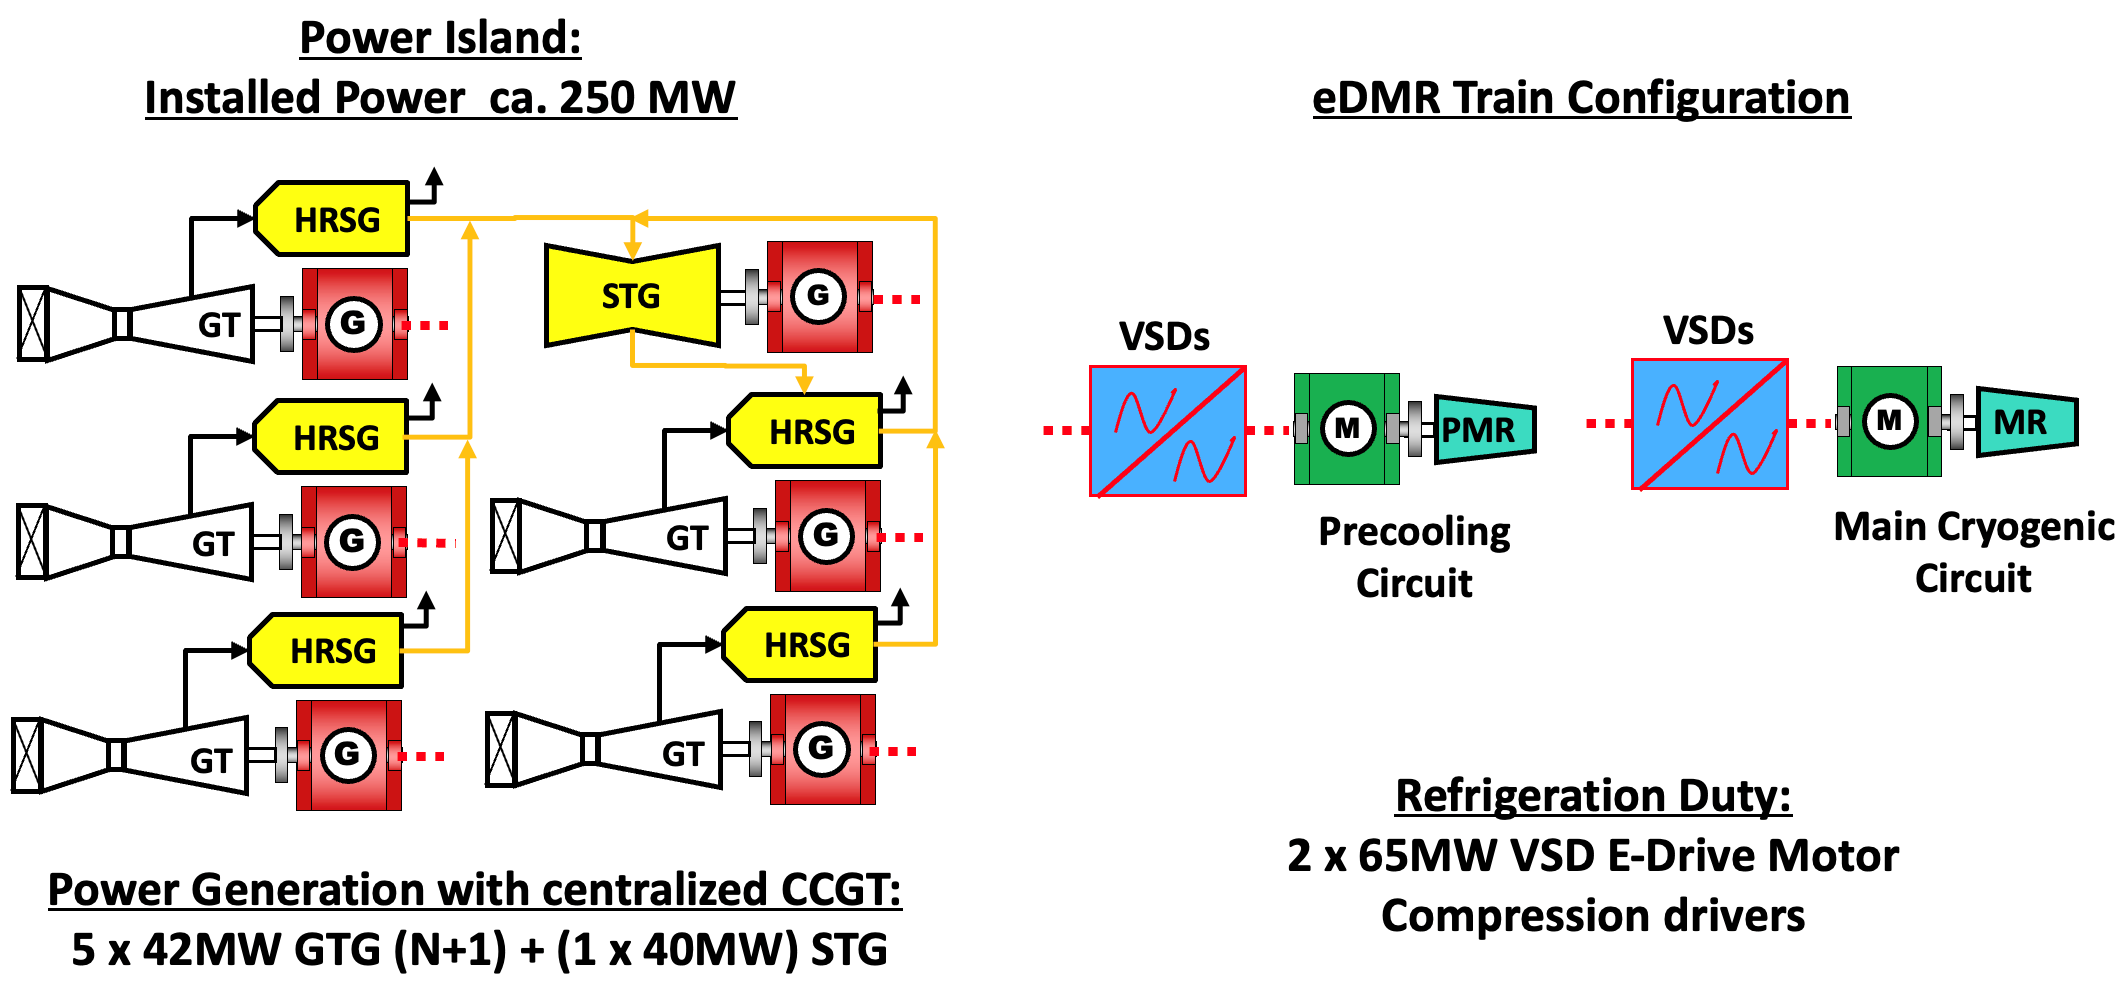 Power Island:
Installed Power ca. 250 MW
HRSG
GT
G
HRSG
GT
G
HRSG
GT
G
STG
G
HRSG
GT
G
HRSG
GT
G
Power Generation with centralized CCGT:
5 x 42MW GTG (N+1) + (1 x 40MW) STG
eDMR Train Configuration
VSDs
M
PMR
Precooling
Circuit
VSDs
M
MR
Main Cryogenic
Circuit
Refrigeration Duty:
2 x 65MW VSD E-Drive Motor
Compression drivers